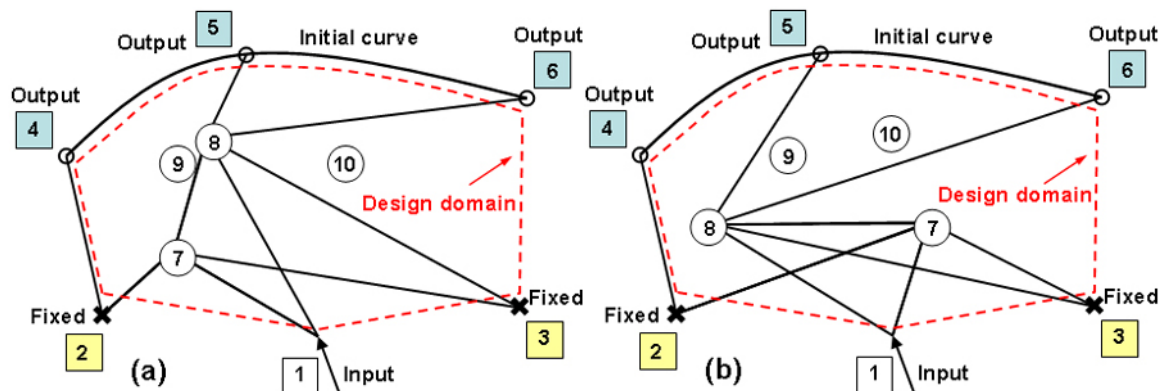 5
Output
Initial curve
Output
6
Output
4
8
9
10
Design domain
7
Fixed
2
Fixed
3
(a)
1
Input
5
Output
Initial curve
Output
6
Output
4
10
9
Design domain
8
7
Fixed
2
Fixed
3
(b)
1
Input